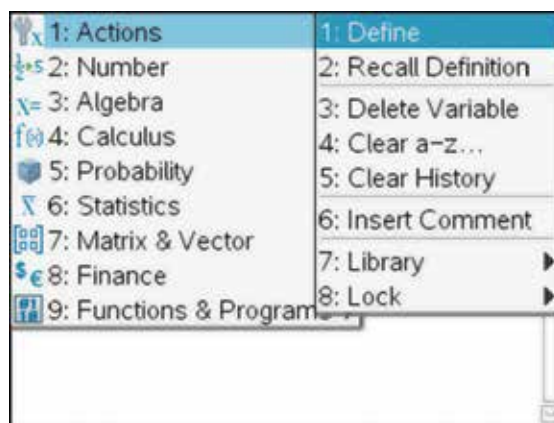 1: Actions
2: Number
3: Algebra
4: Calculus
5: Probability
6: Statistics
7: Matrix & Vector
8: Finance
9: Functions & Programs
1: Define
2: Recall Definition
3: Delete Variable
4: Clear a-z...
5: Clear History
6: Insert Comment
7: Library
8: Lock